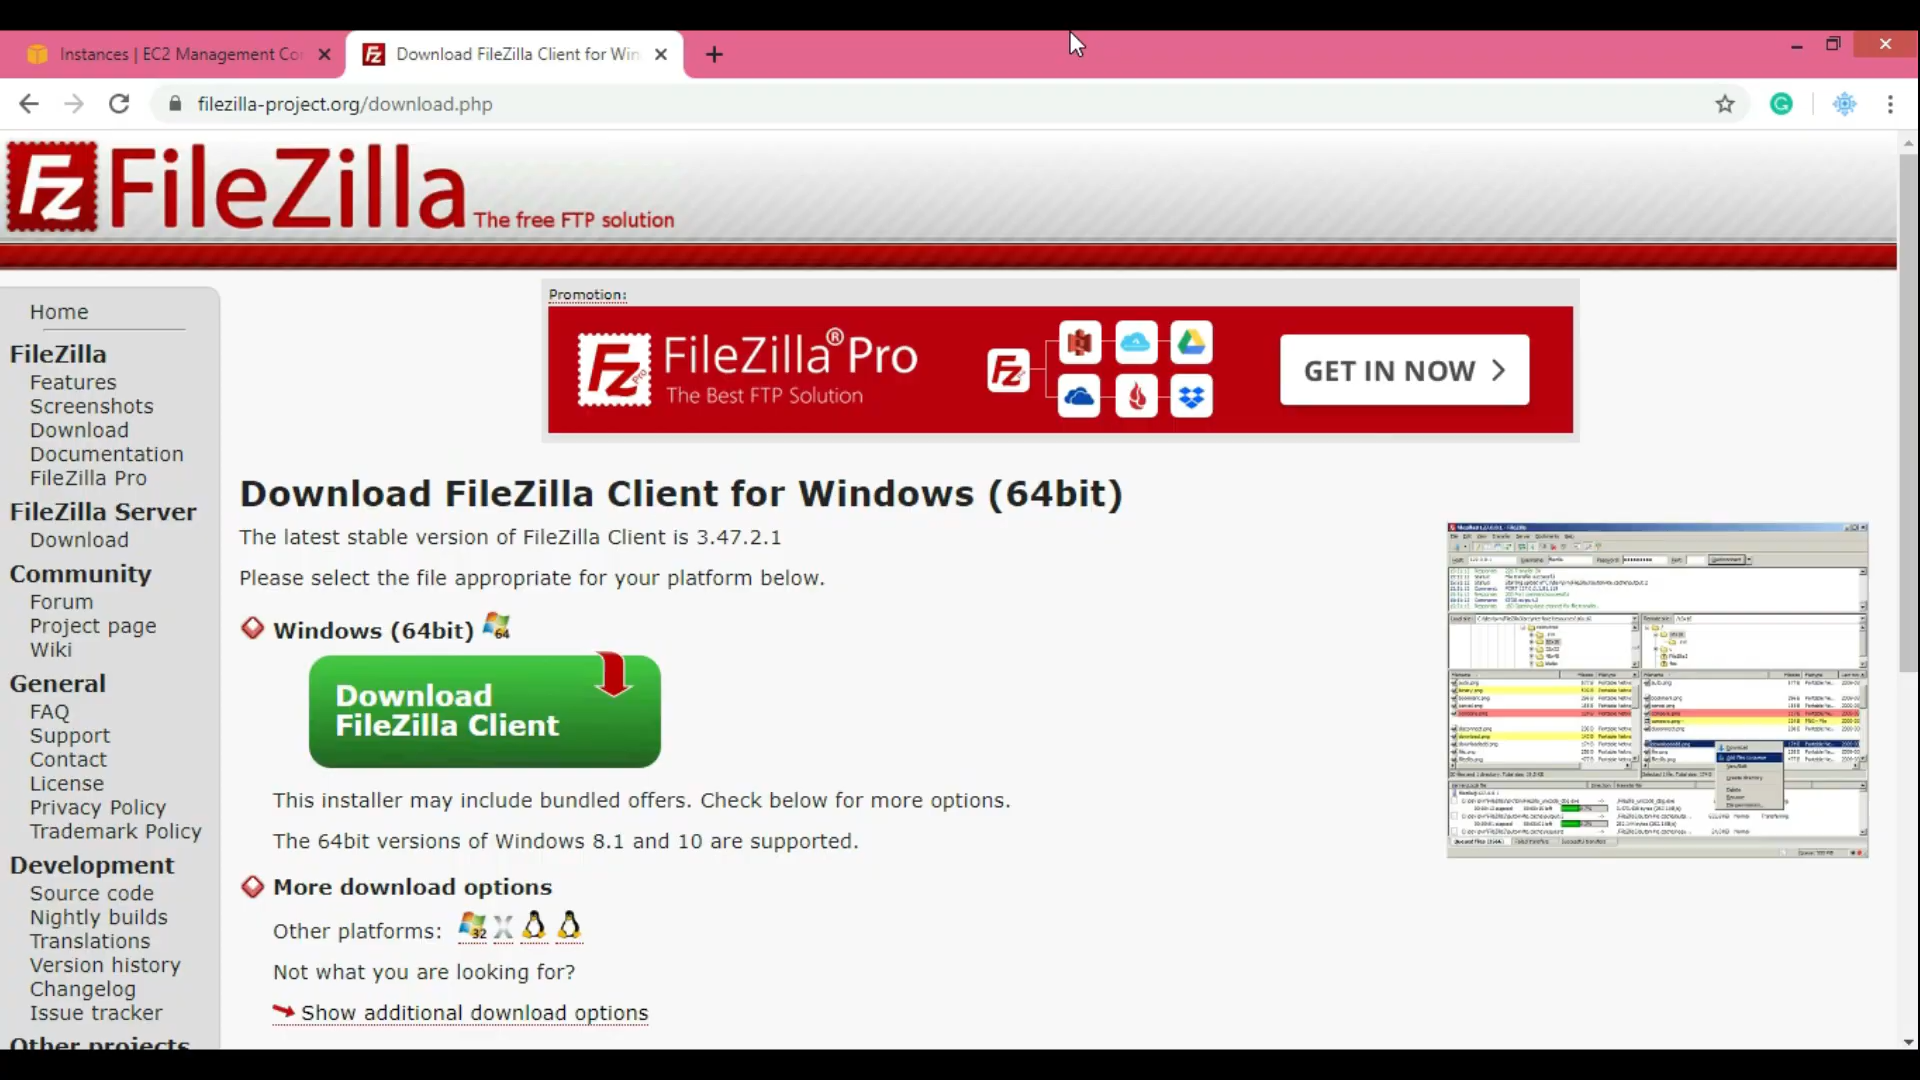 Instances | EC2 Management Co
Download FileZilla Client for Win
filezilla-project.org/download.php
Fz FileZilla The free FTP solution
Home
FileZilla
Features
Screenshots
Download
Documentation
FileZilla Pro
FileZilla Server
Download
Community
Forum
Project page
Wiki
General
FAQ
Support
Contact
License
Privacy Policy
Trademark Policy
Development
Source code
Nightly builds
Translations
Version history
Changelog
Issue tracker
Other projects
Promotion:
FileZilla® Pro
The Best FTP Solution
GET IN NOW
Download FileZilla Client for Windows (64bit)
The latest stable version of FileZilla Client is 3.47.2.1
Please select the file appropriate for your platform below.
Windows (64bit)
Download
FileZilla Client
This installer may include bundled offers. Check below for more options.
The 64bit versions of Windows 8.1 and 10 are supported.
More download options
Other platforms:
Not what you are looking for?
Show additional download options